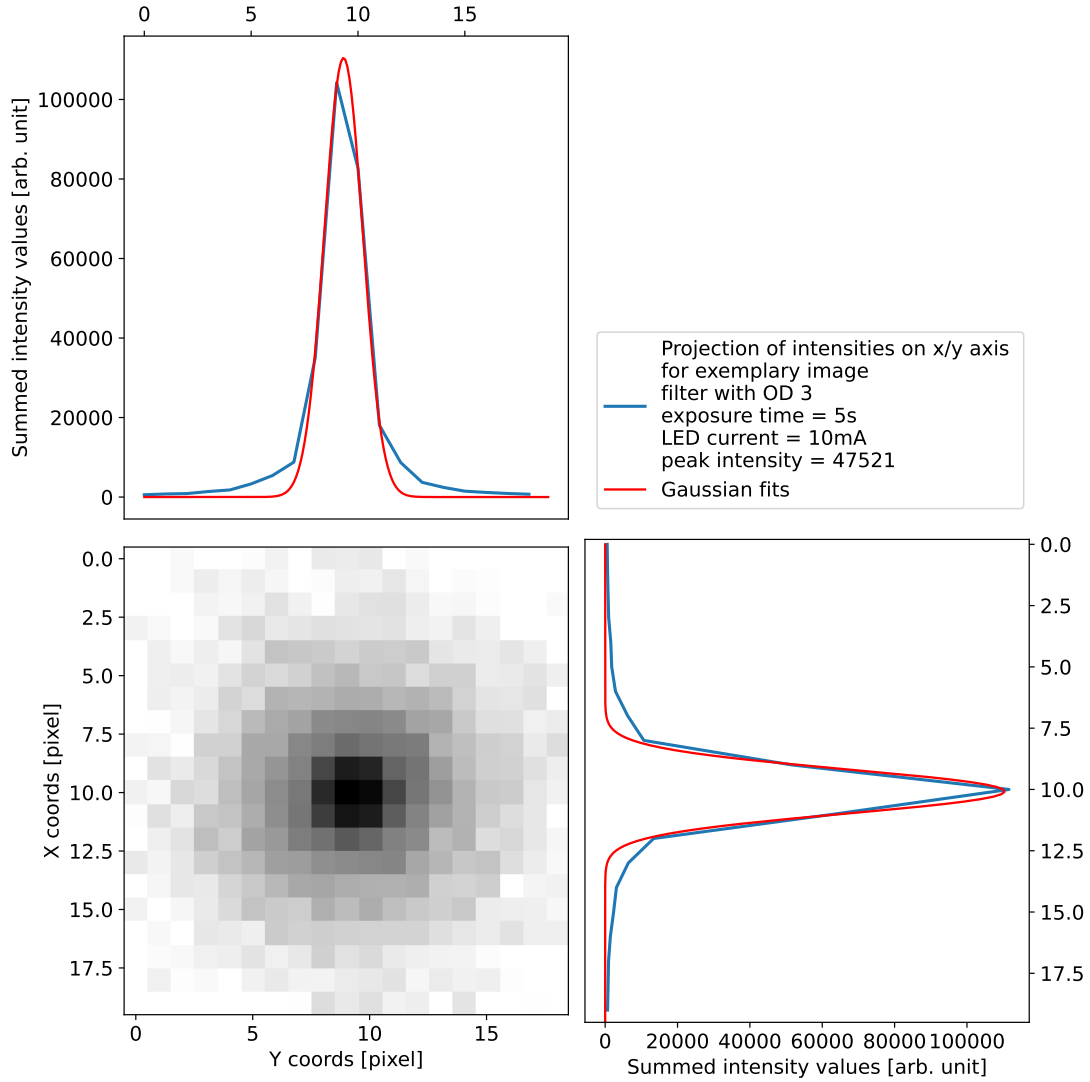 0 5 10 15
100000
80000
60000
40000
20000
0
Summed intensity values [arb. unit]
Projection of intensities on x/y axis
for exemplary image
filter with OD 3
exposure time = 5s
LED current = 10mA
peak intensity = 47521
Gaussian fits
0.0
2.5
5.0
7.5
10.0
12.5
15.0
17.5
X coords [pixel]
0 5 10 15
Y coords [pixel]
0.0
2.5
5.0
7.5
10.0
12.5
15.0
17.5
0 20000 40000 60000 80000 100000
Summed intensity values [arb. unit]